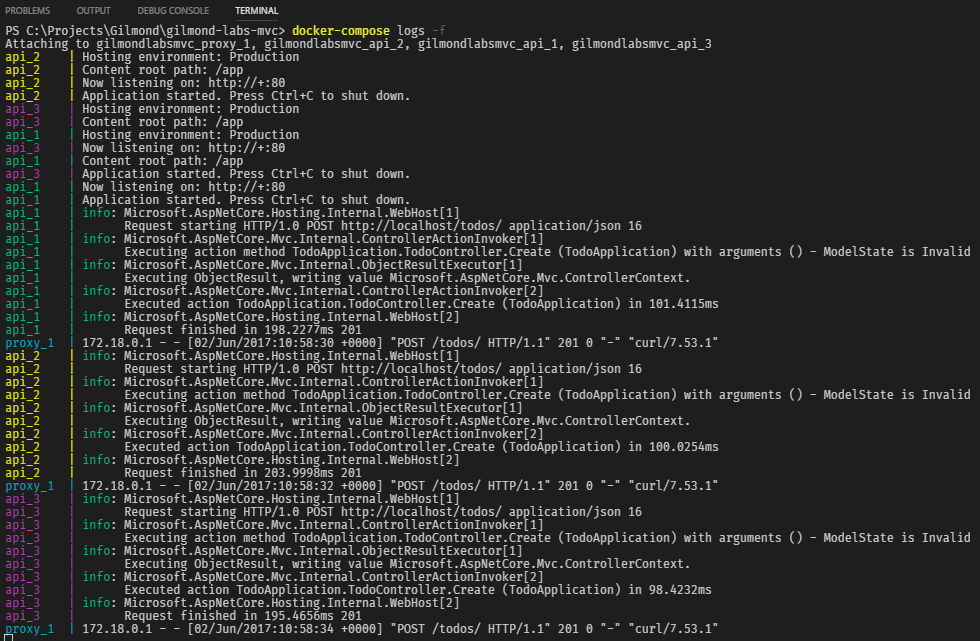 PROBLEMS OUTPUT DEBUG CONSOLE TERMINAL
PS C:\Projects\Gilmond\gilmond-labs-mvc> docker-compose logs -f
Attaching to gilmondlabsmvc_proxy_1, gilmondlabsmvc_api_2, gilmondlabsmvc_api_1, gilmondlabsmvc_api_3
api_2    | Hosting environment: Production
api_2    | Content root path: /app
api_2    | Now listening on: http://+:80
api_2    | Application started. Press Ctrl+C to shut down.
api_3    | Hosting environment: Production
api_3    | Content root path: /app
api_1    | Hosting environment: Production
api_3    | Now listening on: http://+:80
api_1    | Content root path: /app
api_3    | Application started. Press Ctrl+C to shut down.
api_1    | Now listening on: http://+:80
api_1    | Application started. Press Ctrl+C to shut down.
api_1    | info: Microsoft.AspNetCore.Hosting.Internal.WebHost[1]
api_1    |       Request starting HTTP/1.0 POST http://localhost/todos/ application/json 16
api_1    | info: Microsoft.AspNetCore.Mvc.Internal.ControllerActionInvoker[1]
api_1    |       Executing action method TodoApplication.TodoController.Create (TodoApplication) with arguments () - ModelState is Invalid
api_1    | info: Microsoft.AspNetCore.Mvc.Internal.ObjectResultExecutor[1]
api_1    |       Executing ObjectResult, writing value Microsoft.AspNetCore.Mvc.ControllerContext.
api_1    | info: Microsoft.AspNetCore.Mvc.Internal.ControllerActionInvoker[2]
api_1    |       Executed action TodoApplication.TodoController.Create (TodoApplication) in 101.4115ms
api_1    | info: Microsoft.AspNetCore.Hosting.Internal.WebHost[2]
api_1    |       Request finished in 198.2277ms 201
proxy_1  | 172.18.0.1 - - [02/Jun/2017:10:58:30 +0000] "POST /todos/ HTTP/1.1" 201 0 "-" "curl/7.53.1"
api_2    | info: Microsoft.AspNetCore.Hosting.Internal.WebHost[1]
api_2    |       Request starting HTTP/1.0 POST http://localhost/todos/ application/json 16
api_2    | info: Microsoft.AspNetCore.Mvc.Internal.ControllerActionInvoker[1]
api_2    |       Executing action method TodoApplication.TodoController.Create (TodoApplication) with arguments () - ModelState is Invalid
api_2    | info: Microsoft.AspNetCore.Mvc.Internal.ObjectResultExecutor[1]
api_2    |       Executing ObjectResult, writing value Microsoft.AspNetCore.Mvc.ControllerContext.
api_2    | info: Microsoft.AspNetCore.Mvc.Internal.ControllerActionInvoker[2]
api_2    |       Executed action TodoApplication.TodoController.Create (TodoApplication) in 100.0254ms
api_2    | info: Microsoft.AspNetCore.Hosting.Internal.WebHost[2]
api_2    |       Request finished in 203.9998ms 201
proxy_1  | 172.18.0.1 - - [02/Jun/2017:10:58:32 +0000] "POST /todos/ HTTP/1.1" 201 0 "-" "curl/7.53.1"
api_3    | info: Microsoft.AspNetCore.Hosting.Internal.WebHost[1]
api_3    |       Request starting HTTP/1.0 POST http://localhost/todos/ application/json 16
api_3    | info: Microsoft.AspNetCore.Mvc.Internal.ControllerActionInvoker[1]
api_3    |       Executing action method TodoApplication.TodoController.Create (TodoApplication) with arguments () - ModelState is Invalid
api_3    | info: Microsoft.AspNetCore.Mvc.Internal.ObjectResultExecutor[1]
api_3    |       Executing ObjectResult, writing value Microsoft.AspNetCore.Mvc.ControllerContext.
api_3    | info: Microsoft.AspNetCore.Mvc.Internal.ControllerActionInvoker[2]
api_3    |       Executed action TodoApplication.TodoController.Create (TodoApplication) in 98.4232ms
api_3    | info: Microsoft.AspNetCore.Hosting.Internal.WebHost[2]
api_3    |       Request finished in 195.4656ms 201
proxy_1  | 172.18.0.1 - - [02/Jun/2017:10:58:34 +0000] "POST /todos/ HTTP/1.1" 201 0 "-" "curl/7.53.1"